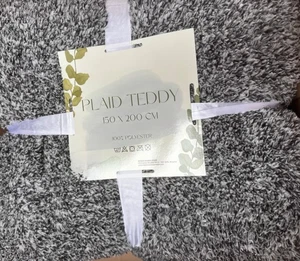 PLAID TEDDY
150 X 200 CM
100% POLYESTER